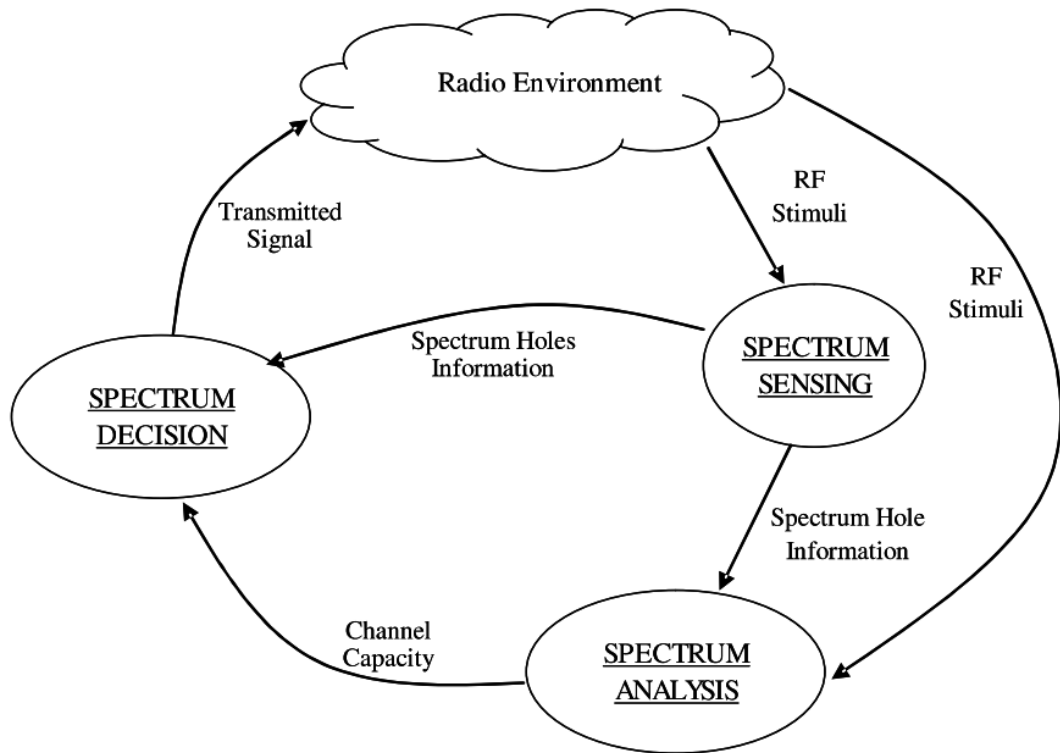 Radio Environment
RF
Stimuli
Transmitted
Signal
RF
Stimuli
Spectrum Holes
Information
SPECTRUM
SENSING
SPECTRUM
DECISION
Spectrum Hole
Information
Channel
Capacity
SPECTRUM
ANALYSIS